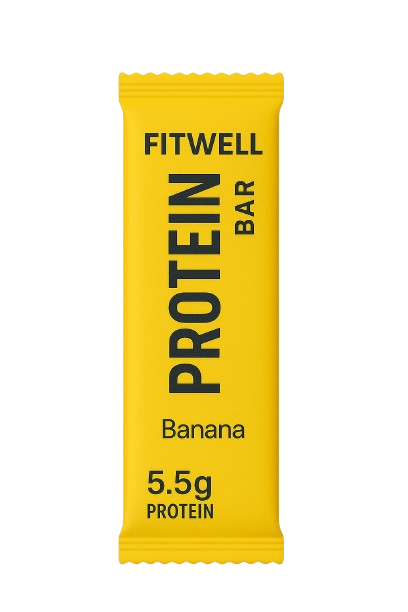 FITWELL
PROTEIN
BAR
Banana
5.5g
PROTEIN